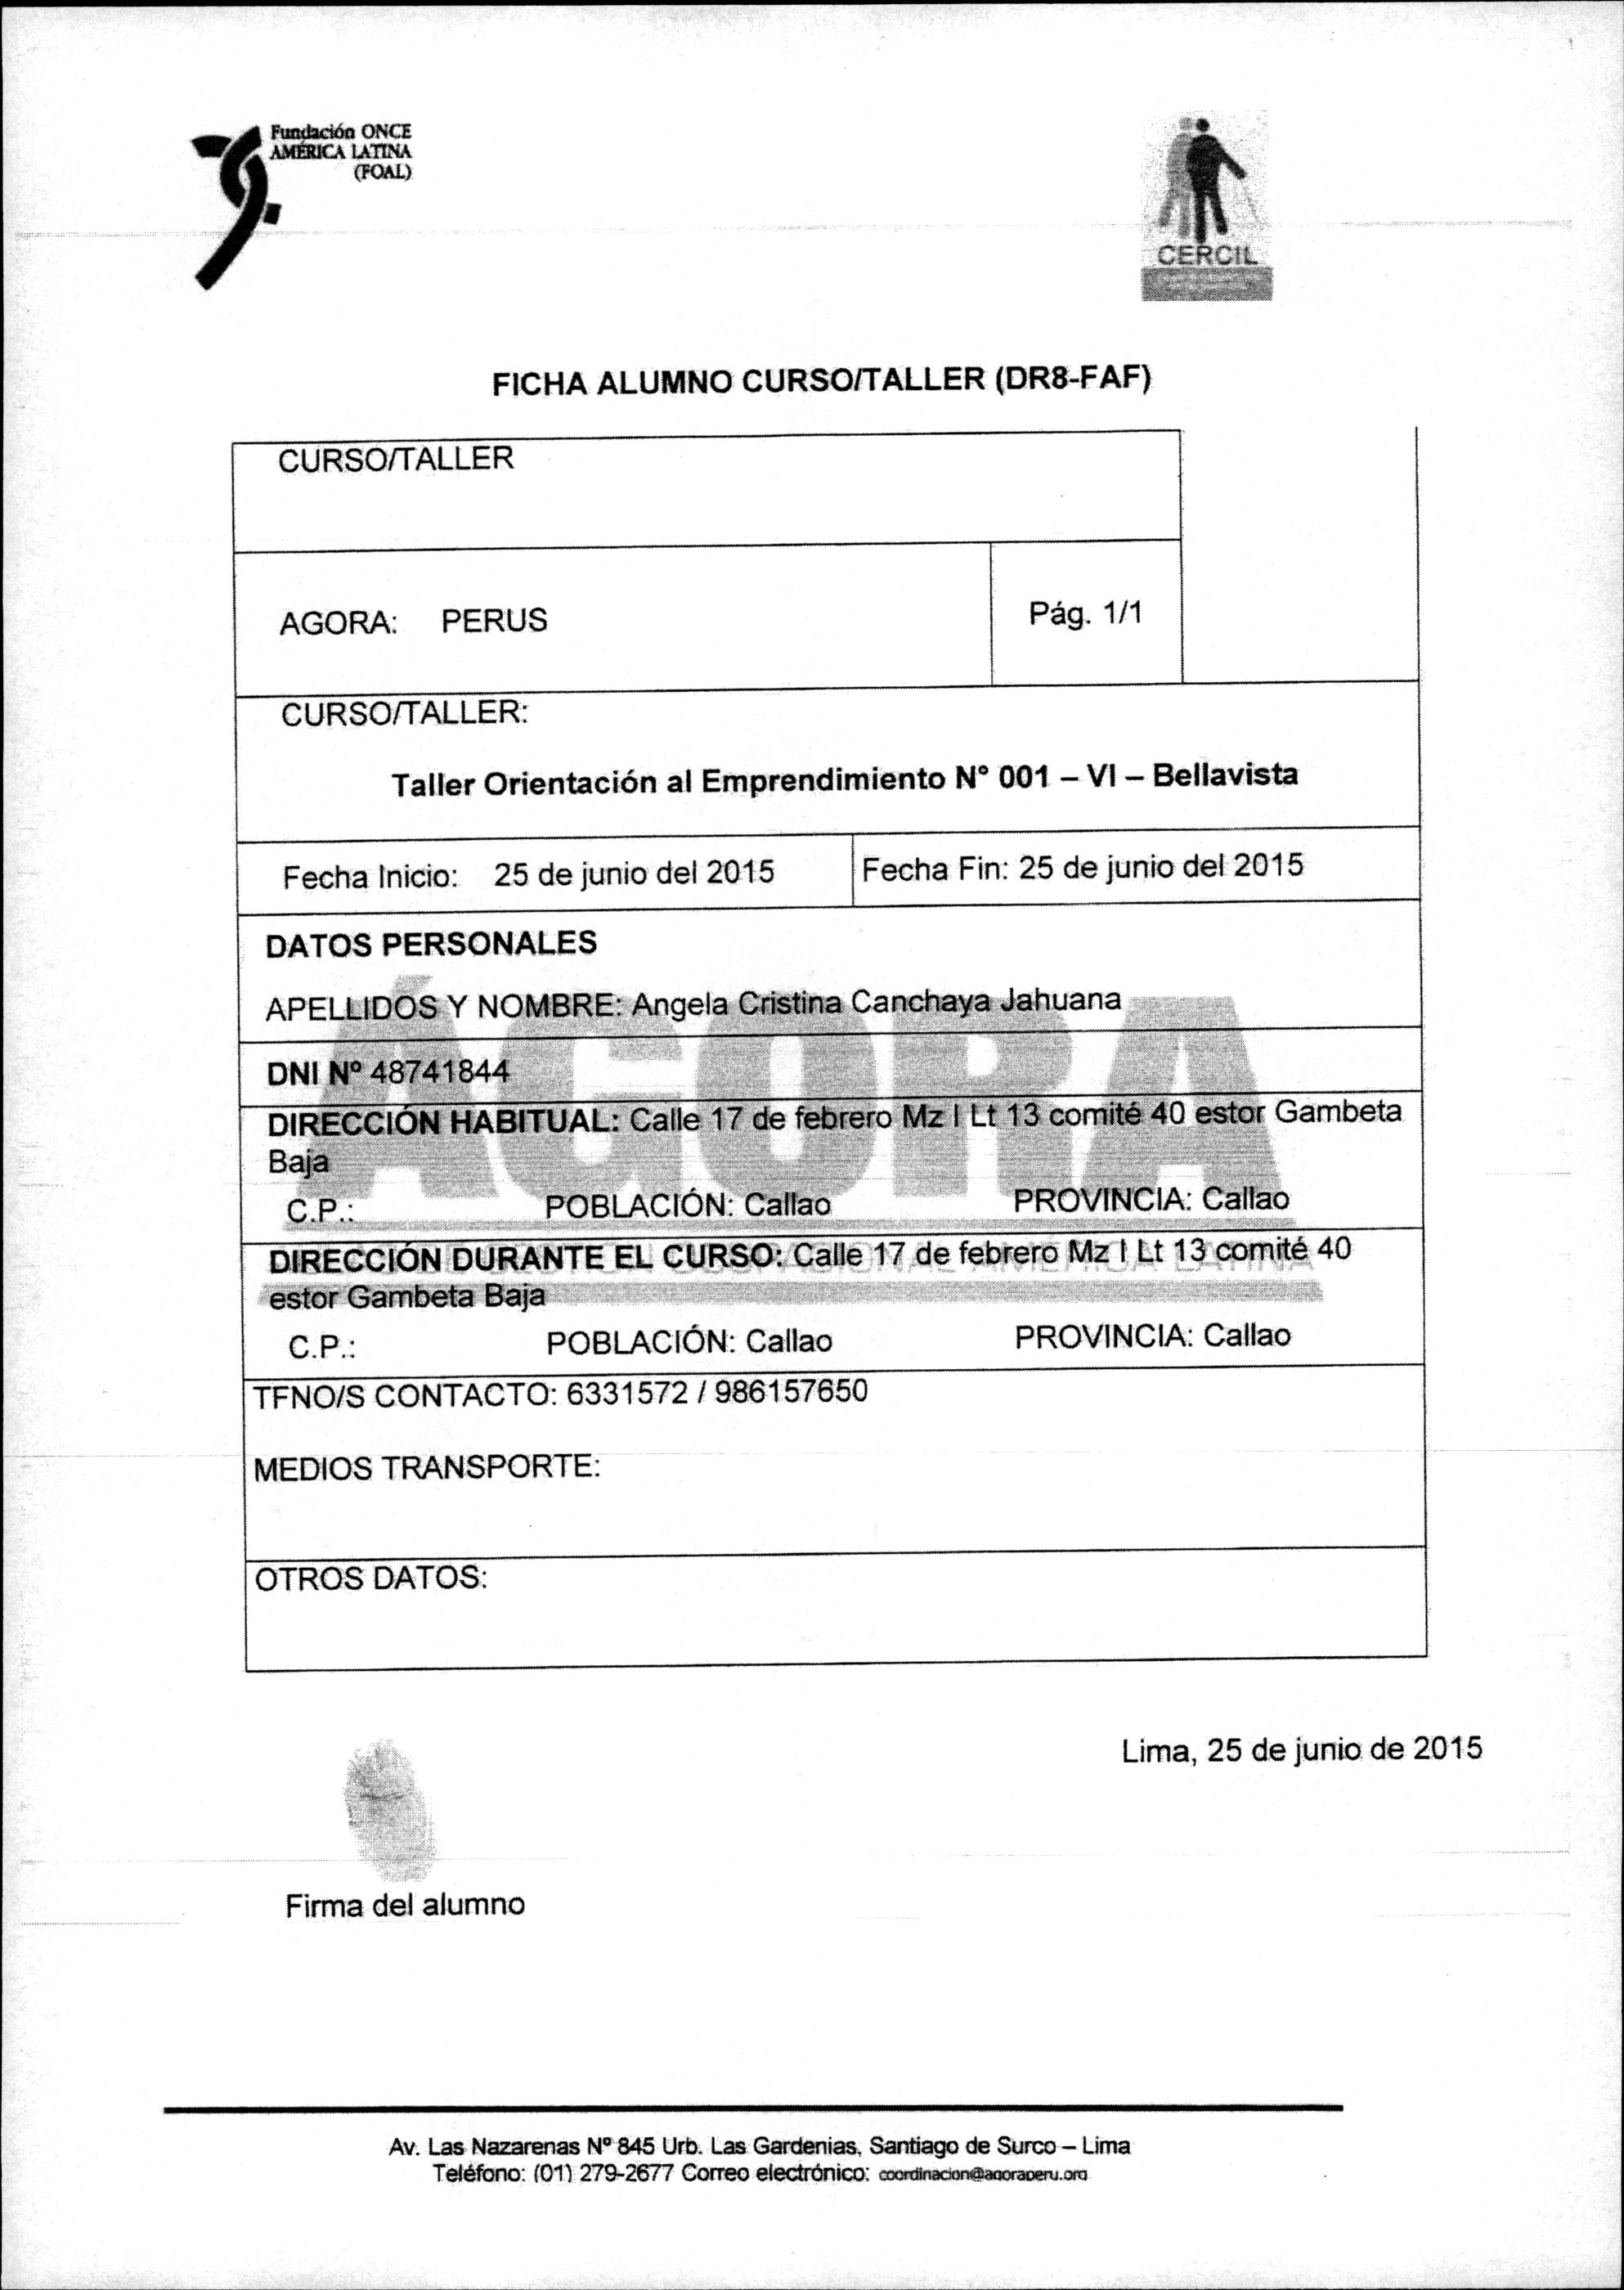 Fundación ONCE
AMÉRICA LATINA
(FOAL)
CERCIL
FICHA ALUMNO CURSO/TALLER (DR8-FAF)
CURSO/TALLER
AGORA: PERUS
Pág. 1/1
CURSO/TALLER:
Taller Orientación al Emprendimiento Nº 001 – VI – Bellavista
Fecha Inicio: 25 de junio del 2015
Fecha Fin: 25 de junio del 2015
DATOS PERSONALES
ÁGORA
APELLIDOS Y NOMBRE: Angela Cristina Canchaya Jahuana
DNI Nº 48741844
DIRECCIÓN HABITUAL: Calle 17 de febrero Mz I Lt 13 comité 40 estor Gambeta
Baja
C.P.: POBLACIÓN: Callao PROVINCIA: Callao
DIRECCIÓN DURANTE EL CURSO: Calle 17 de febrero Mz I Lt 13 comité 40
estor Gambeta Baja
C.P.: POBLACIÓN: Callao PROVINCIA: Callao
TFNO/S CONTACTO: 6331572 / 986157650
MEDIOS TRANSPORTE:
OTROS DATOS:
Lima, 25 de junio de 2015
Firma del alumno
Av. Las Nazarenas Nº 845 Urb. Las Gardenias, Santiago de Surco – Lima
Teléfono: (01) 279-2677 Correo electrónico: coordinacion@agoraperu.org